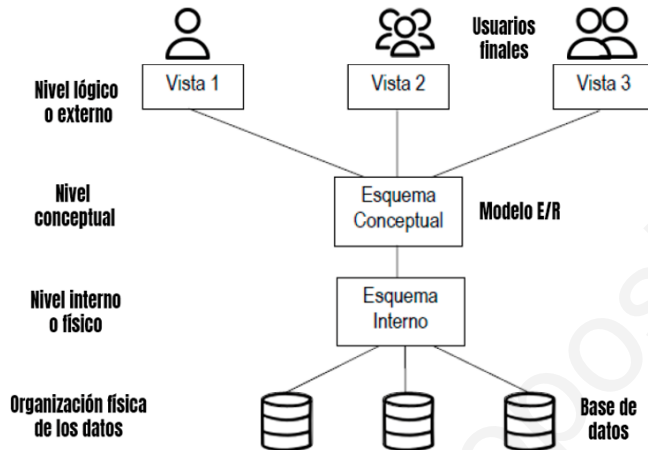 Usuarios
finales
Vista 1
Vista 2
Vista 3
Nivel lógico
o externo
Nivel
conceptual
Esquema
Conceptual
Modelo E/R
Nivel interno
o físico
Esquema
Interno
Organización física
de los datos
Base de
datos